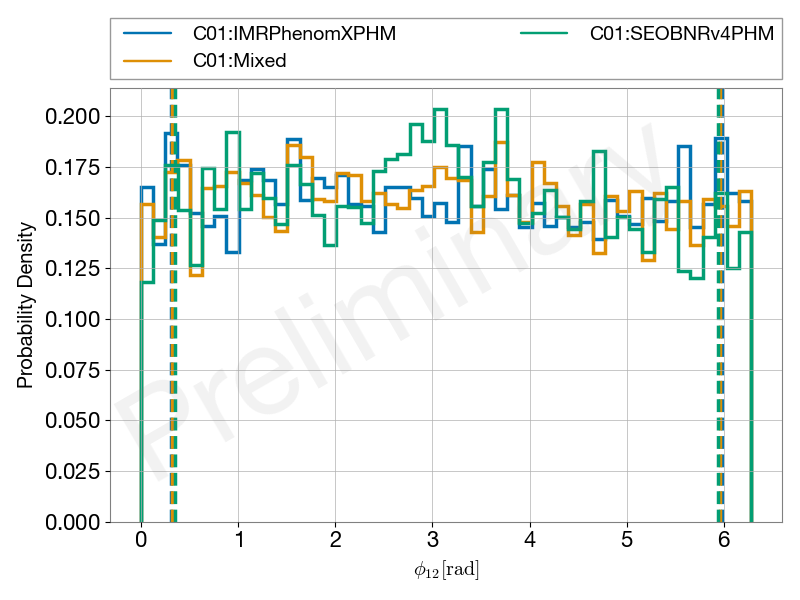 C01:IMRPhenomXPHM
C01:Mixed
C01:SEOBNRv4PHM
Preliminary
Probability Density
0.200
0.175
0.150
0.125
0.100
0.075
0.050
0.025
0.000
0 1 2 3 4 5 6
ϕ₁₂[rad]